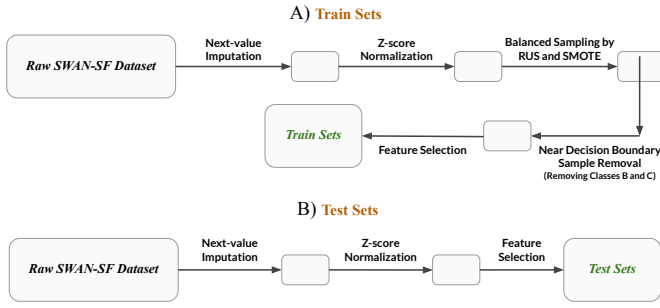 A) Train Sets
Raw SWAN-SF Dataset
Next-value
Imputation
Z-score
Normalization
Balanced Sampling by
RUS and SMOTE
Near Decision Boundary
Sample Removal
(Removing Classes B and C)
Feature Selection
Train Sets
B) Test Sets
Raw SWAN-SF Dataset
Next-value
Imputation
Z-score
Normalization
Feature
Selection
Test Sets